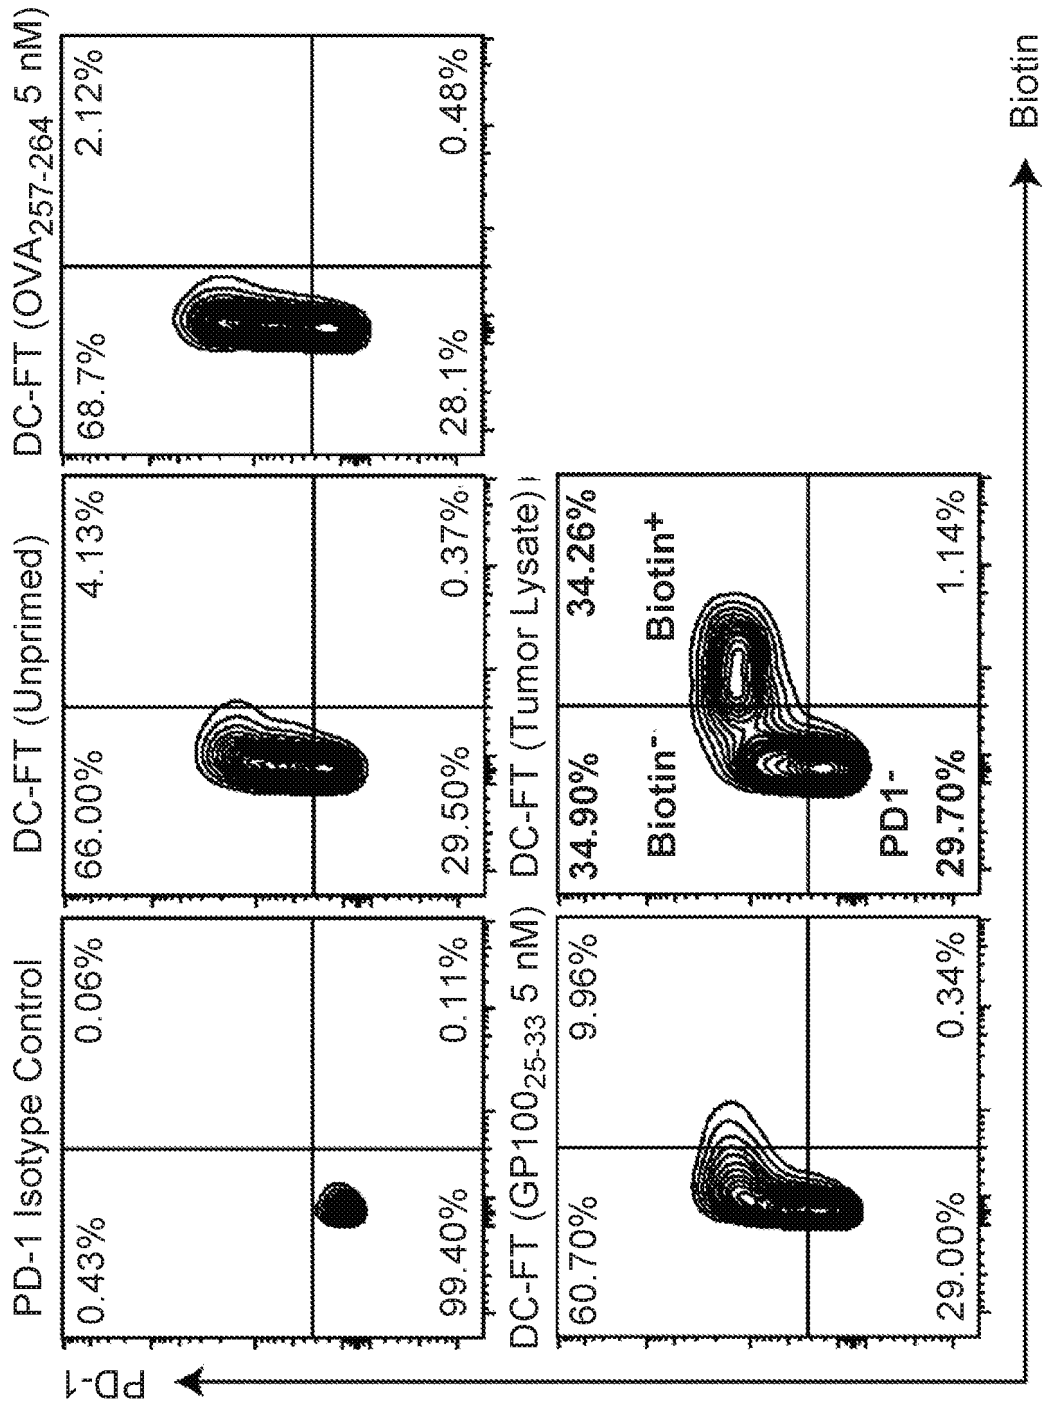 PD-1 Isotype Control
0.43%
0.06%
99.40%
0.11%
DC-FT (Unprimed)
66.00%
4.13%
29.50%
0.37%
DC-FT (OVA257-264 5 nM)
68.7%
2.12%
28.1%
0.48%
DC-FT (GP10025-33 5 nM)
60.70%
9.96%
29.00%
0.34%
DC-FT (Tumor Lysate)
34.90%
34.26%
Biotin-
Biotin+
PD1-
29.70%
1.14%
PD-1
Biotin